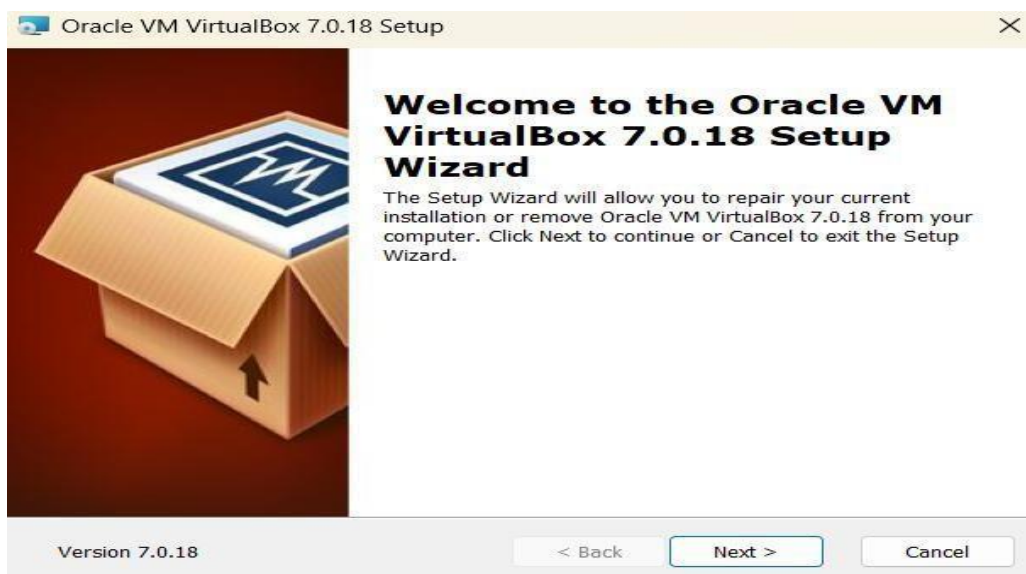 Oracle VM VirtualBox 7.0.18 Setup
Welcome to the Oracle VM
VirtualBox 7.0.18 Setup
Wizard
The Setup Wizard will allow you to repair your current
installation or remove Oracle VM VirtualBox 7.0.18 from your
computer. Click Next to continue or Cancel to exit the Setup
Wizard.
Version 7.0.18
< Back
Next >
Cancel